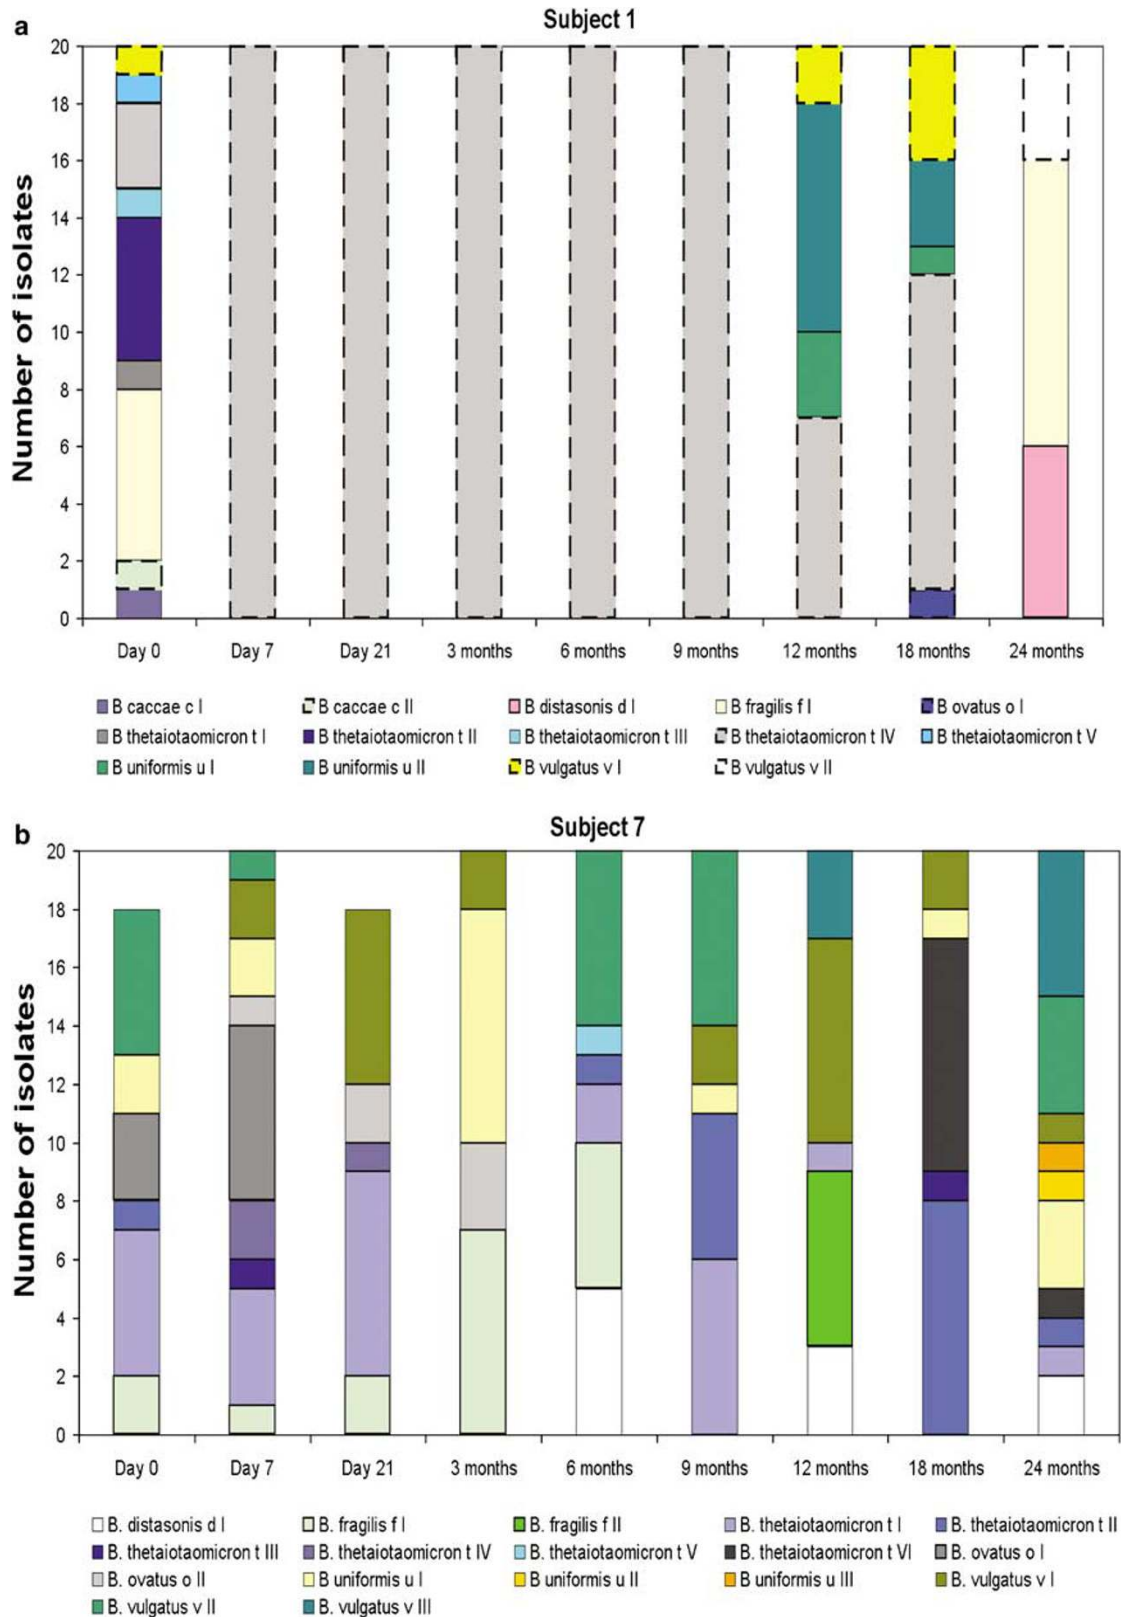 a
Subject 1
20
18
16
14
12
10
8
6
4
2
0
Number of isolates
Day 0 Day 7 Day 21 3 months 6 months 9 months 12 months 18 months 24 months
B caccae c I B caccae c II B distasonis d I B fragilis f I B ovatus o I
B thetaiotaomicron t I B thetaiotaomicron t II B thetaiotaomicron t III B thetaiotaomicron t IV B thetaiotaomicron t V
B uniformis u I B uniformis u II B vulgatus v I B vulgatus v II
b
Subject 7
20
18
16
14
12
10
8
6
4
2
0
Number of isolates
Day 0 Day 7 Day 21 3 months 6 months 9 months 12 months 18 months 24 months
B. distasonis d I B. fragilis f I B. fragilis f II B. thetaiotaomicron t I B. thetaiotaomicron t II
B. thetaiotaomicron t III B. thetaiotaomicron t IV B. thetaiotaomicron t V B. thetaiotaomicron t VI B. ovatus o I
B. ovatus o II B uniformis u I B uniformis u II B uniformis u III B. vulgatus v I
B. vulgatus v II B. vulgatus v III